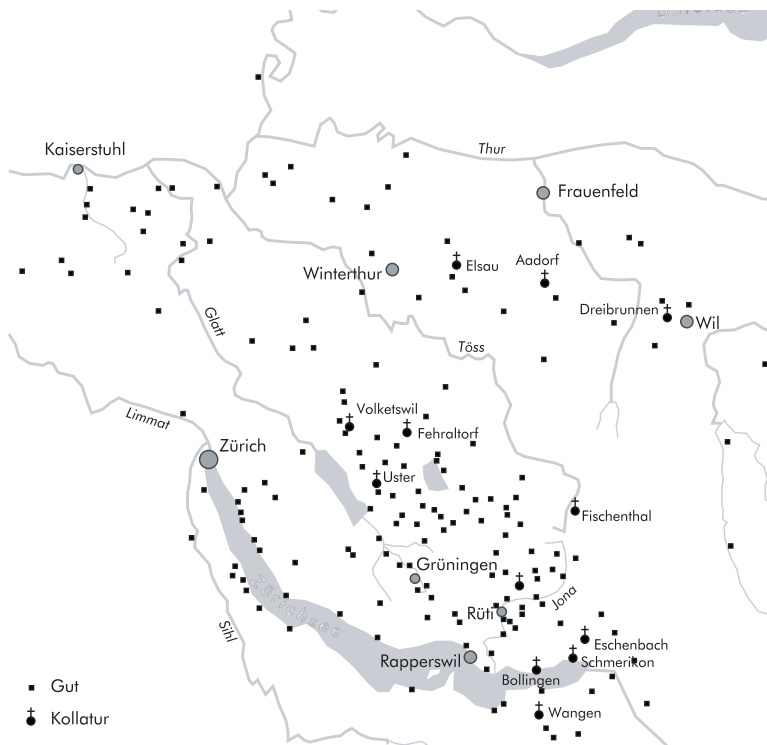 Thur
Kaiserstuhl
Frauenfeld
Aadorf
Elsau
Winterthur
Dreibrunnen
Wil
Glatt
Töss
Volketswil
Limmat
Fehraltorf
Zürich
Uster
Fischenthal
Grüningen
Zürichsee
Jona
Rüti
Sihl
Eschenbach
Rapperswil
Schmerikon
Bollingen
Gut
Wangen
Kollatur